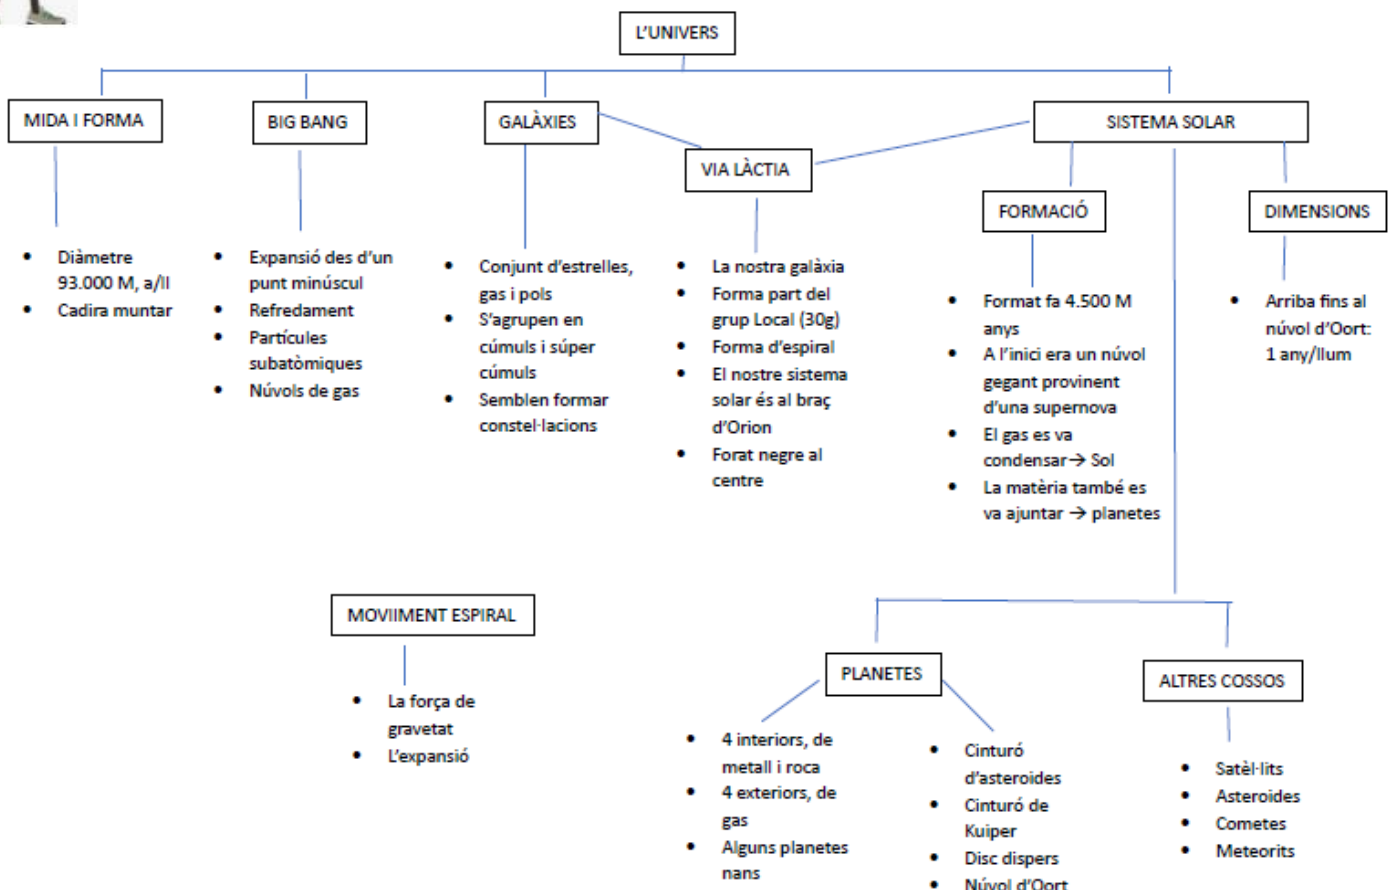 L'UNIVERS
MIDA I FORMA
Diàmetre
93.000 M, a/ll
Cadira muntar
BIG BANG
Expansió des d'un
punt minúscul
Refredament
Partícules
subatòmiques
Núvols de gas
GALÀXIES
Conjunt d'estrelles,
gas i pols
S'agrupen en
cúmuls i súper
cúmuls
Semblen formar
constel·lacions
VIA LÀCTIA
La nostra galàxia
Forma part del
grup Local (30g)
Forma d'espiral
El nostre sistema
solar és al braç
d'Orion
Forat negre al
centre
SISTEMA SOLAR
FORMACIÓ
Format fa 4.500 M
anys
A l'inici era un núvol
gegant provinent
d'una supernova
El gas es va
condensar→ Sol
La matèria també es
va ajuntar → planetes
DIMENSIONS
Arriba fins al
núvol d'Oort:
1 any/llum
MOVIIMENT ESPIRAL
La força de
gravetat
L'expansió
PLANETES
4 interiors, de
metall i roca
4 exteriors, de
gas
Alguns planetes
nans
Cinturó
d'asteroides
Cinturó de
Kuiper
Disc dispers
Núvol d'Oort
ALTRES COSSOS
Satèl·lits
Asteroides
Cometes
Meteorits